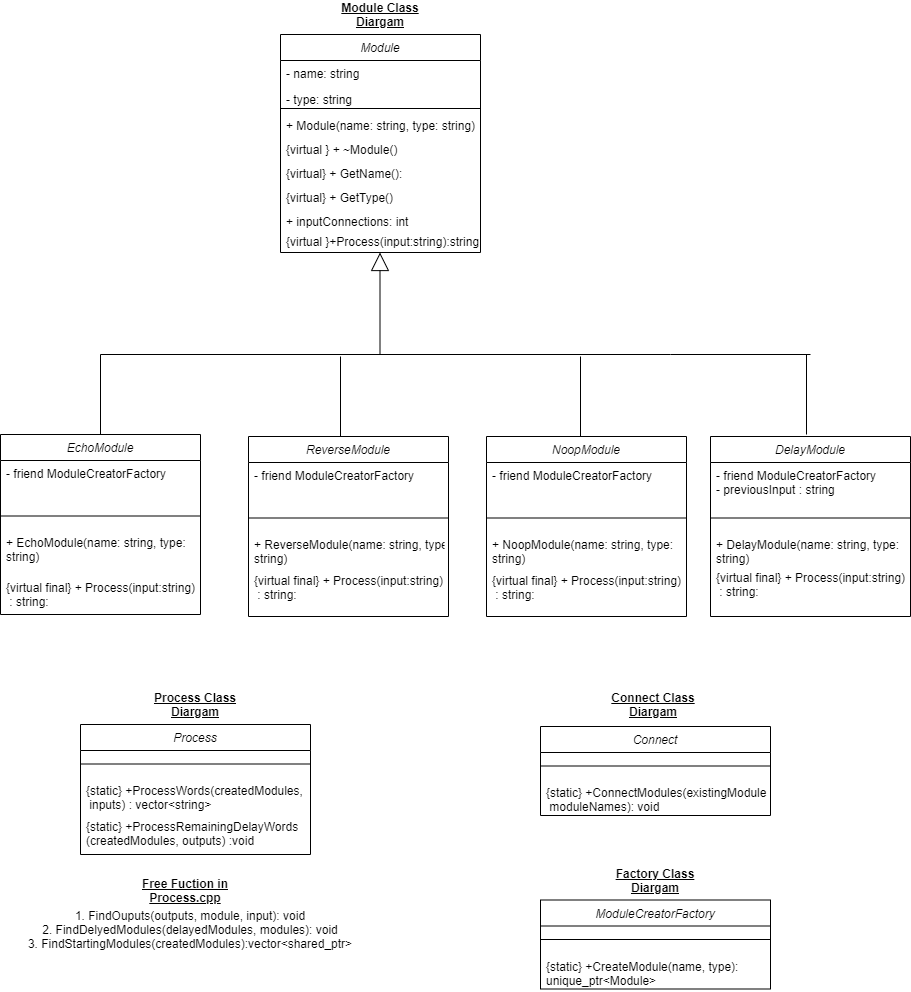 Module Class
Diargam
Module
- name: string
- type: string
+ Module(name: string, type: string)
{virtual } + ~Module()
{virtual} + GetName():
{virtual} + GetType()
+ inputConnections: int
{virtual }+Process(input:string):string
EchoModule
- friend ModuleCreatorFactory
+ EchoModule(name: string, type:
string)
{virtual final} + Process(input:string)
: string:
ReverseModule
- friend ModuleCreatorFactory
+ ReverseModule(name: string, type
string)
{virtual final} + Process(input:string)
: string:
NoopModule
- friend ModuleCreatorFactory
+ NoopModule(name: string, type:
string)
{virtual final} + Process(input:string)
: string:
DelayModule
- friend ModuleCreatorFactory
- previousInput : string
+ DelayModule(name: string, type:
string)
{virtual final} + Process(input:string)
: string:
Process Class
Diargam
Process
{static} +ProcessWords(createdModules,
inputs) : vector<string>
{static} +ProcessRemainingDelayWords
(createdModules, outputs) :void
Free Fuction in
Process.cpp
1. FindOuputs(outputs, module, input): void
2. FindDelyedModules(delayedModules, modules): void
3. FindStartingModules(createdModules):vector<shared_ptr>
Connect Class
Diargam
Connect
{static} +ConnectModules(existingModule
moduleNames): void
Factory Class
Diargam
ModuleCreatorFactory
{static} +CreateModule(name, type):
unique_ptr<Module>